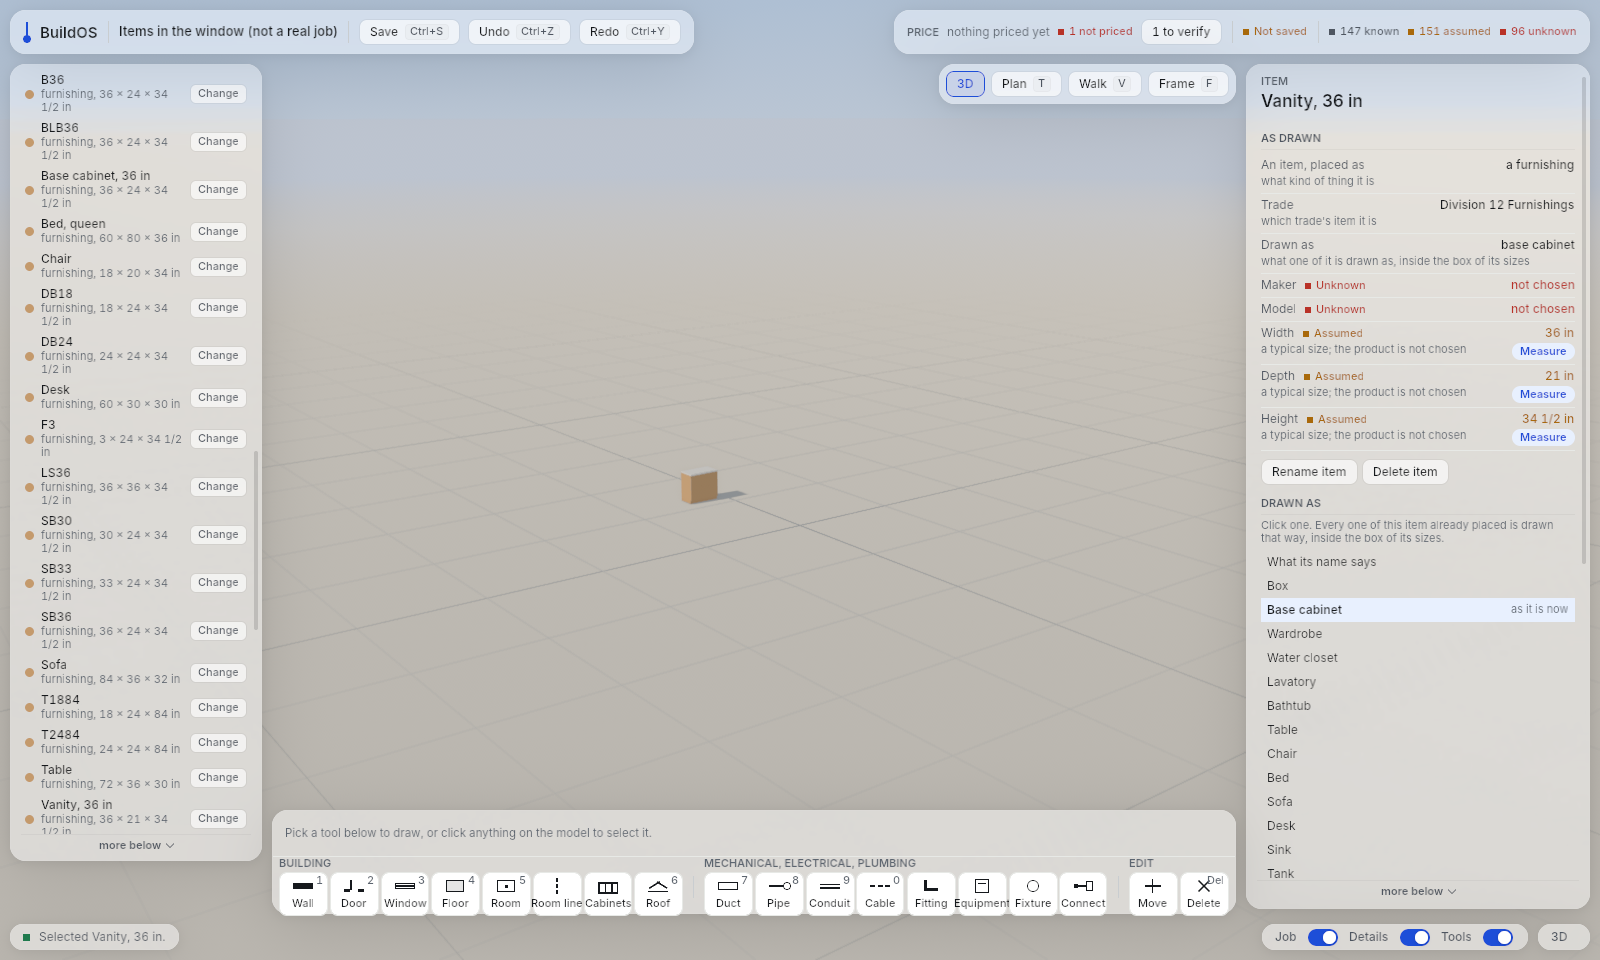 BuildOS
Items in the window (not a real job)
Save Ctrl+S
Undo Ctrl+Z
Redo Ctrl+Y
PRICE nothing priced yet 1 not priced 1 to verify Not saved 147 known 151 assumed 96 unknown
3D
Plan T
Walk V
Frame F
B36
furnishing, 36 × 24 × 34
1/2 in
Change
BLB36
furnishing, 36 × 24 × 34
1/2 in
Change
Base cabinet, 36 in
furnishing, 36 × 24 × 34
1/2 in
Change
Bed, queen
furnishing, 60 × 80 × 36 in
Change
Chair
furnishing, 18 × 20 × 34 in
Change
DB18
furnishing, 18 × 24 × 34
1/2 in
Change
DB24
furnishing, 24 × 24 × 34
1/2 in
Change
Desk
furnishing, 60 × 30 × 30 in
Change
F3
furnishing, 3 × 24 × 34 1/2
in
Change
LS36
furnishing, 36 × 36 × 34
1/2 in
Change
SB30
furnishing, 30 × 24 × 34
1/2 in
Change
SB33
furnishing, 33 × 24 × 34
1/2 in
Change
SB36
furnishing, 36 × 24 × 34
1/2 in
Change
Sofa
furnishing, 84 × 36 × 32 in
Change
T1884
furnishing, 18 × 24 × 84 in
Change
T2484
furnishing, 24 × 24 × 84 in
Change
Table
furnishing, 72 × 36 × 30 in
Change
Vanity, 36 in
furnishing, 36 × 21 × 34
1/2 in
Change
more below
Selected Vanity, 36 in.
Pick a tool below to draw, or click anything on the model to select it.
BUILDING
1 Wall
2 Door
3 Window
4 Floor
5 Room
Room line
Cabinets
6 Roof
MECHANICAL, ELECTRICAL, PLUMBING
7 Duct
8 Pipe
9 Conduit
0 Cable
Fitting
Equipment
Fixture
Connect
EDIT
Move
Del Delete
ITEM
Vanity, 36 in
AS DRAWN
An item, placed as a furnishing
what kind of thing it is
Trade Division 12 Furnishings
which trade's item it is
Drawn as base cabinet
what one of it is drawn as, inside the box of its sizes
Maker Unknown not chosen
Model Unknown not chosen
Width Assumed 36 in
a typical size; the product is not chosen Measure
Depth Assumed 21 in
a typical size; the product is not chosen Measure
Height Assumed 34 1/2 in
a typical size; the product is not chosen Measure
Rename item
Delete item
DRAWN AS
Click one. Every one of this item already placed is drawn
that way, inside the box of its sizes.
What its name says
Box
Base cabinet as it is now
Wardrobe
Water closet
Lavatory
Bathtub
Table
Chair
Bed
Sofa
Desk
Sink
Tank
more below
Job
Details
Tools
3D